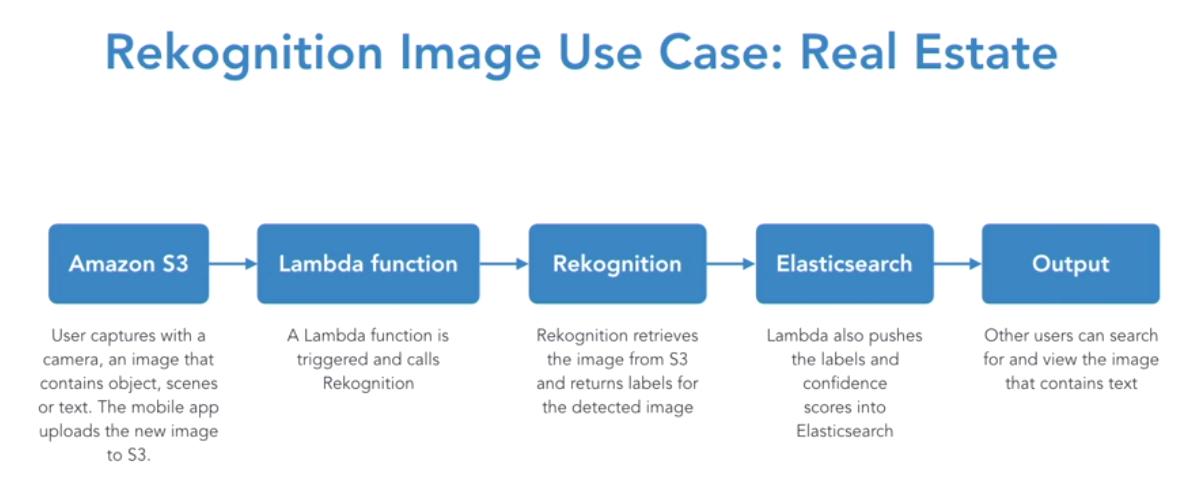 Rekognition Image Use Case: Real Estate
Amazon S3
Lambda function
Rekognition
Elasticsearch
Output
User captures with a
camera, an image that
contains object, scenes
or text. The mobile app
uploads the new image
to S3.
A Lambda function is
triggered and calls
Rekognition
Rekognition retrieves
the image from S3
and returns labels for
the detected image
Lambda also pushes
the labels and
confidence
scores into
Elasticsearch
Other users can search
for and view the image
that contains text